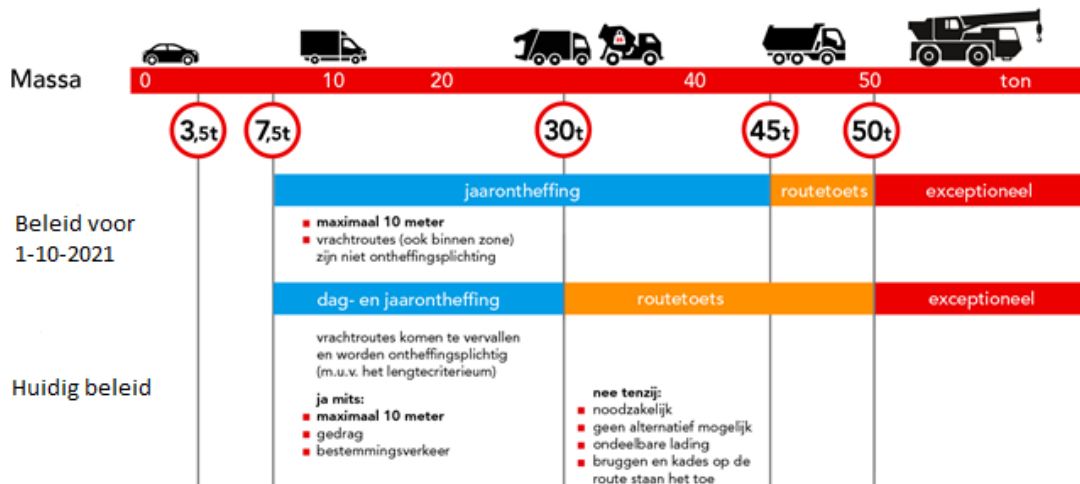 Massa
0 10 20 40 50 ton
3,5t 7,5t 30t 45t 50t
Beleid voor
1-10-2021
jaarontheffing routetoets exceptioneel
maximaal 10 meter
vrachtroutes (ook binnen zone)
zijn niet ontheffingsplichting
dag- en jaarontheffing routetoets exceptioneel
Huidig beleid
vrachtroutes komen te vervallen
en worden ontheffingsplichtig
(m.u.v. het lengtecriterieum)
ja mits:
maximaal 10 meter
gedrag
bestemmingsverkeer
nee tenzij:
noodzakelijk
geen alternatief mogelijk
ondeelbare lading
bruggen en kades op de
route staan het toe